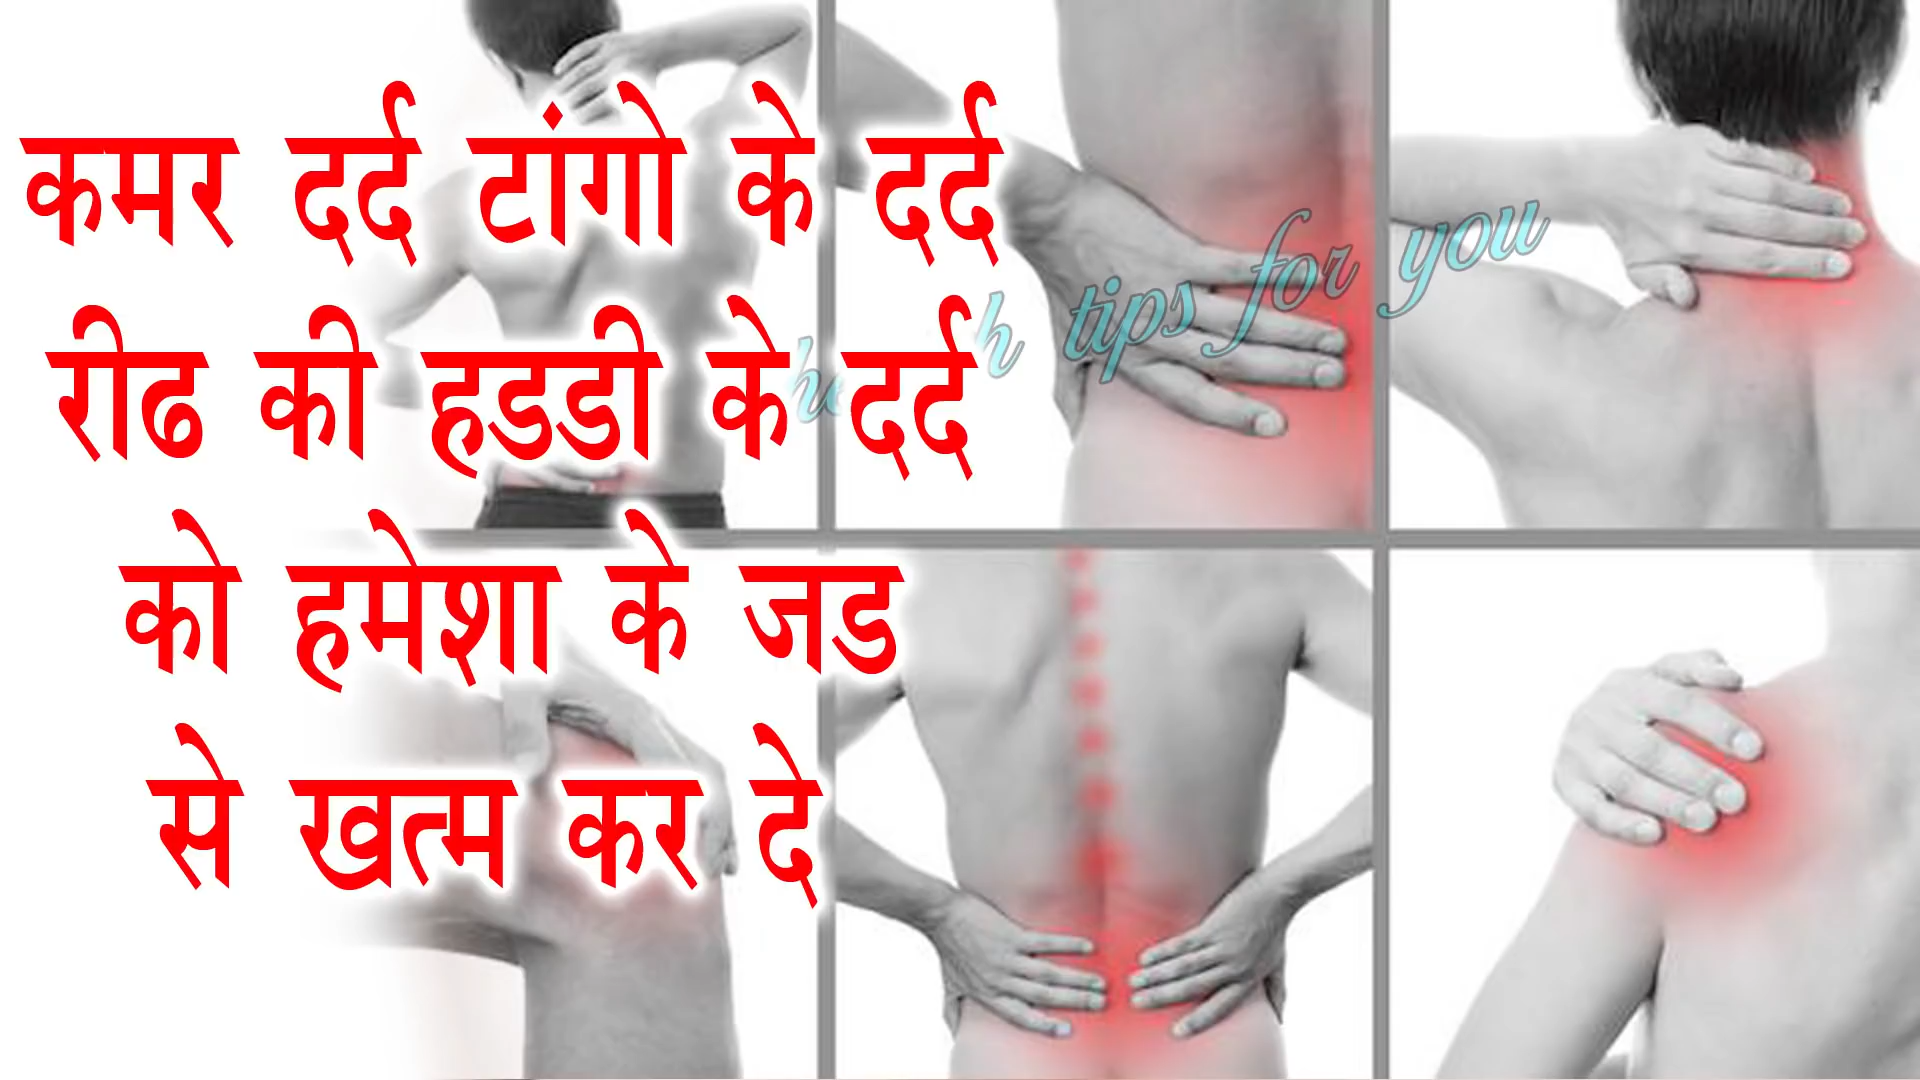 कमर दर्द टांगो के दर्द
रीढ की हडडी के दर्द
को हमेशा के जड
से खत्म कर दे
tips for you